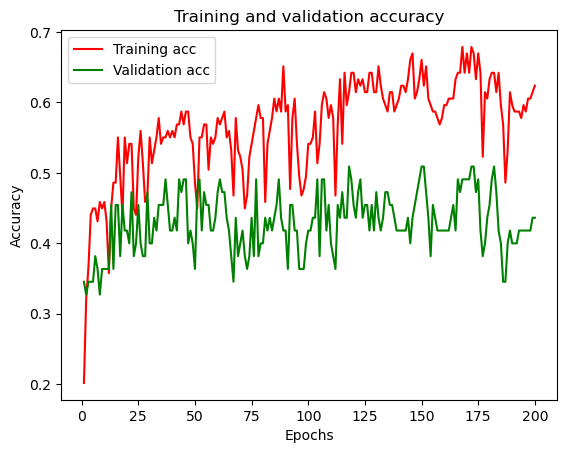 Training and validation accuracy
Training acc
Validation acc
Accuracy
0.7
0.6
0.5
0.4
0.3
0.2
0 25 50 75 100 125 150 175 200
Epochs